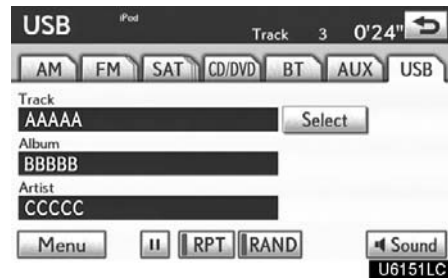 USB iPod Track 3 0'24"
AM FM SAT CD/DVD BT AUX USB
Track
AAAAA Select
Album
BBBBB
Artist
CCCCC
Menu RPT RAND Sound
U6151LC